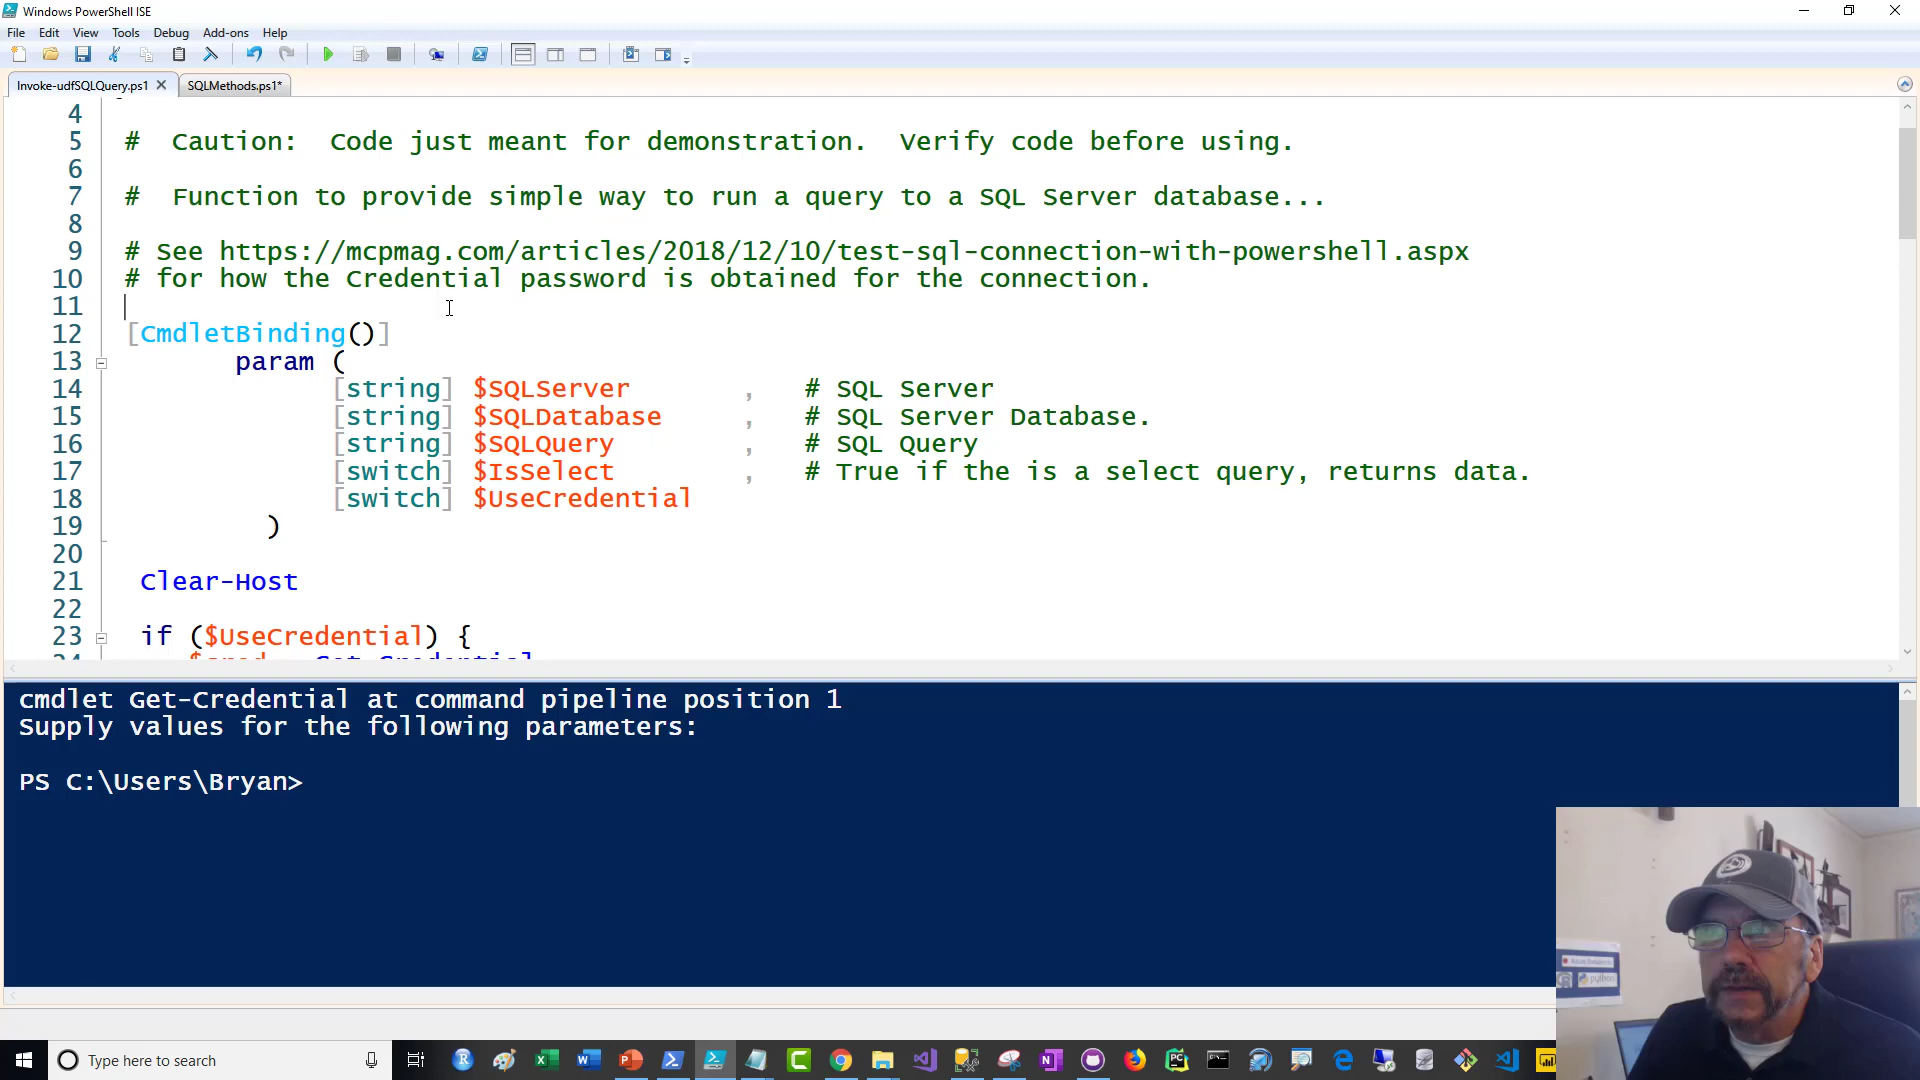 Windows PowerShell ISE
File Edit View Tools Debug Add-ons Help
Invoke-udfSQLQuery.ps1 SQLMethods.ps1*
4
5 # Caution: Code just meant for demonstration. Verify code before using.
6
7 # Function to provide simple way to run a query to a SQL Server database...
8
9 # See https://mcpmag.com/articles/2018/12/10/test-sql-connection-with-powershell.aspx
10 # for how the Credential password is obtained for the connection.
11
12 [CmdletBinding()]
13 param (
14 [string] $SQLServer , # SQL Server
15 [string] $SQLDatabase , # SQL Server Database.
16 [string] $SQLQuery , # SQL Query
17 [switch] $IsSelect , # True if the is a select query, returns data.
18 [switch] $UseCredential
19 )
20
21 Clear-Host
22
23 if ($UseCredential) {
cmdlet Get-Credential at command pipeline position 1
Supply values for the following parameters:
PS C:\Users\Bryan>
python
Type here to search